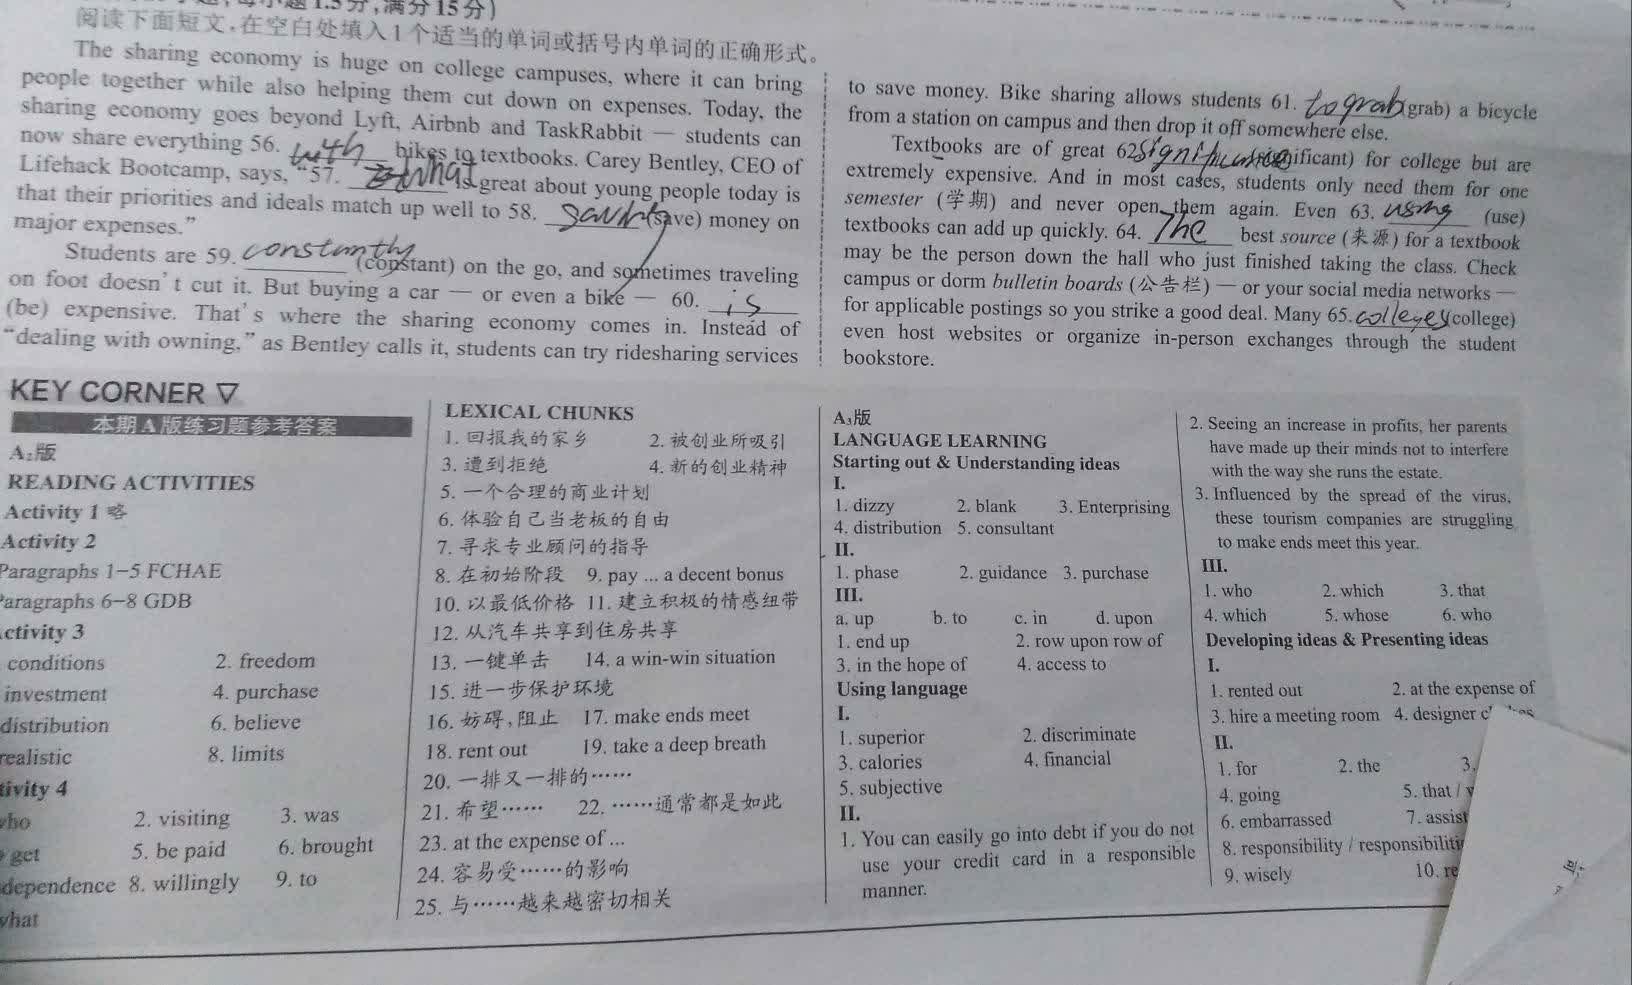 1.5分,满分15分)
阅读下面短文,在空白处填入1个适当的单词或括号内单词的正确形式。
The sharing economy is huge on college campuses, where it can bring
people together while also helping them cut down on expenses. Today, the
sharing economy goes beyond Lyft, Airbnb and TaskRabbit — students can
now share everything 56. with bikes to textbooks. Carey Bentley, CEO of
Lifehack Bootcamp, says, "57. What is great about young people today is
that their priorities and ideals match up well to 58. (save) money on
major expenses."
Students are 59. constantly (constant) on the go, and sometimes traveling
on foot doesn't cut it. But buying a car — or even a bike — 60. is
(be) expensive. That's where the sharing economy comes in. Instead of
"dealing with owning," as Bentley calls it, students can try ridesharing services
to save money. Bike sharing allows students 61. to grab (grab) a bicycle
from a station on campus and then drop it off somewhere else.
Textbooks are of great 62. (significant) for college but are
extremely expensive. And in most cases, students only need them for one
semester (学期) and never open them again. Even 63. using (use)
textbooks can add up quickly. 64. The best source (来源) for a textbook
may be the person down the hall who just finished taking the class. Check
campus or dorm bulletin boards (公告栏) — or your social media networks —
for applicable postings so you strike a good deal. Many 65. colleges (college)
even host websites or organize in-person exchanges through the student
bookstore.
KEY CORNER ▽
本期A版练习题参考答案
A₂版
READING ACTIVITIES
Activity 1 略
Activity 2
Paragraphs 1–5 FCHAE
Paragraphs 6–8 GDB
ctivity 3
conditions 2. freedom
investment 4. purchase
distribution 6. believe
realistic 8. limits
tivity 4
who 2. visiting 3. was
get 5. be paid 6. brought
dependence 8. willingly 9. to
what
LEXICAL CHUNKS
1. 回报我的家乡 2. 被创业所吸引
3. 遭到拒绝 4. 新的创业精神
5. 一个合理的商业计划
6. 体验自己当老板的自由
7. 寻求专业顾问的指导
8. 在初始阶段 9. pay ... a decent bonus
10. 以最低价格 11. 建立积极的情感纽带
12. 从汽车共享到住房共享
13. 一键单击 14. a win-win situation
15. 进一步保护环境
16. 妨碍,阻止 17. make ends meet
18. rent out 19. take a deep breath
20. 一排又一排的……
21. 希望…… 22. ……通常都是如此
23. at the expense of ...
24. 容易受……的影响
25. 与……越来越密切相关
A₃版
LANGUAGE LEARNING
Starting out & Understanding ideas
I.
1. dizzy 2. blank 3. Enterprising
4. distribution 5. consultant
II.
1. phase 2. guidance 3. purchase
III.
a. up b. to c. in d. upon
1. end up 2. row upon row of
3. in the hope of 4. access to
Using language
I.
1. superior 2. discriminate
3. calories 4. financial
5. subjective
II.
1. You can easily go into debt if you do not
use your credit card in a responsible
manner.
2. Seeing an increase in profits, her parents
have made up their minds not to interfere
with the way she runs the estate.
3. Influenced by the spread of the virus,
these tourism companies are struggling
to make ends meet this year.
III.
1. who 2. which 3. that
4. which 5. whose 6. who
Developing ideas & Presenting ideas
I.
1. rented out 2. at the expense of
3. hire a meeting room 4. designer
II.
1. for 2. the 3.
4. going 5. that /
6. embarrassed 7. assist
8. responsibility / responsibiliti
9. wisely 10. re